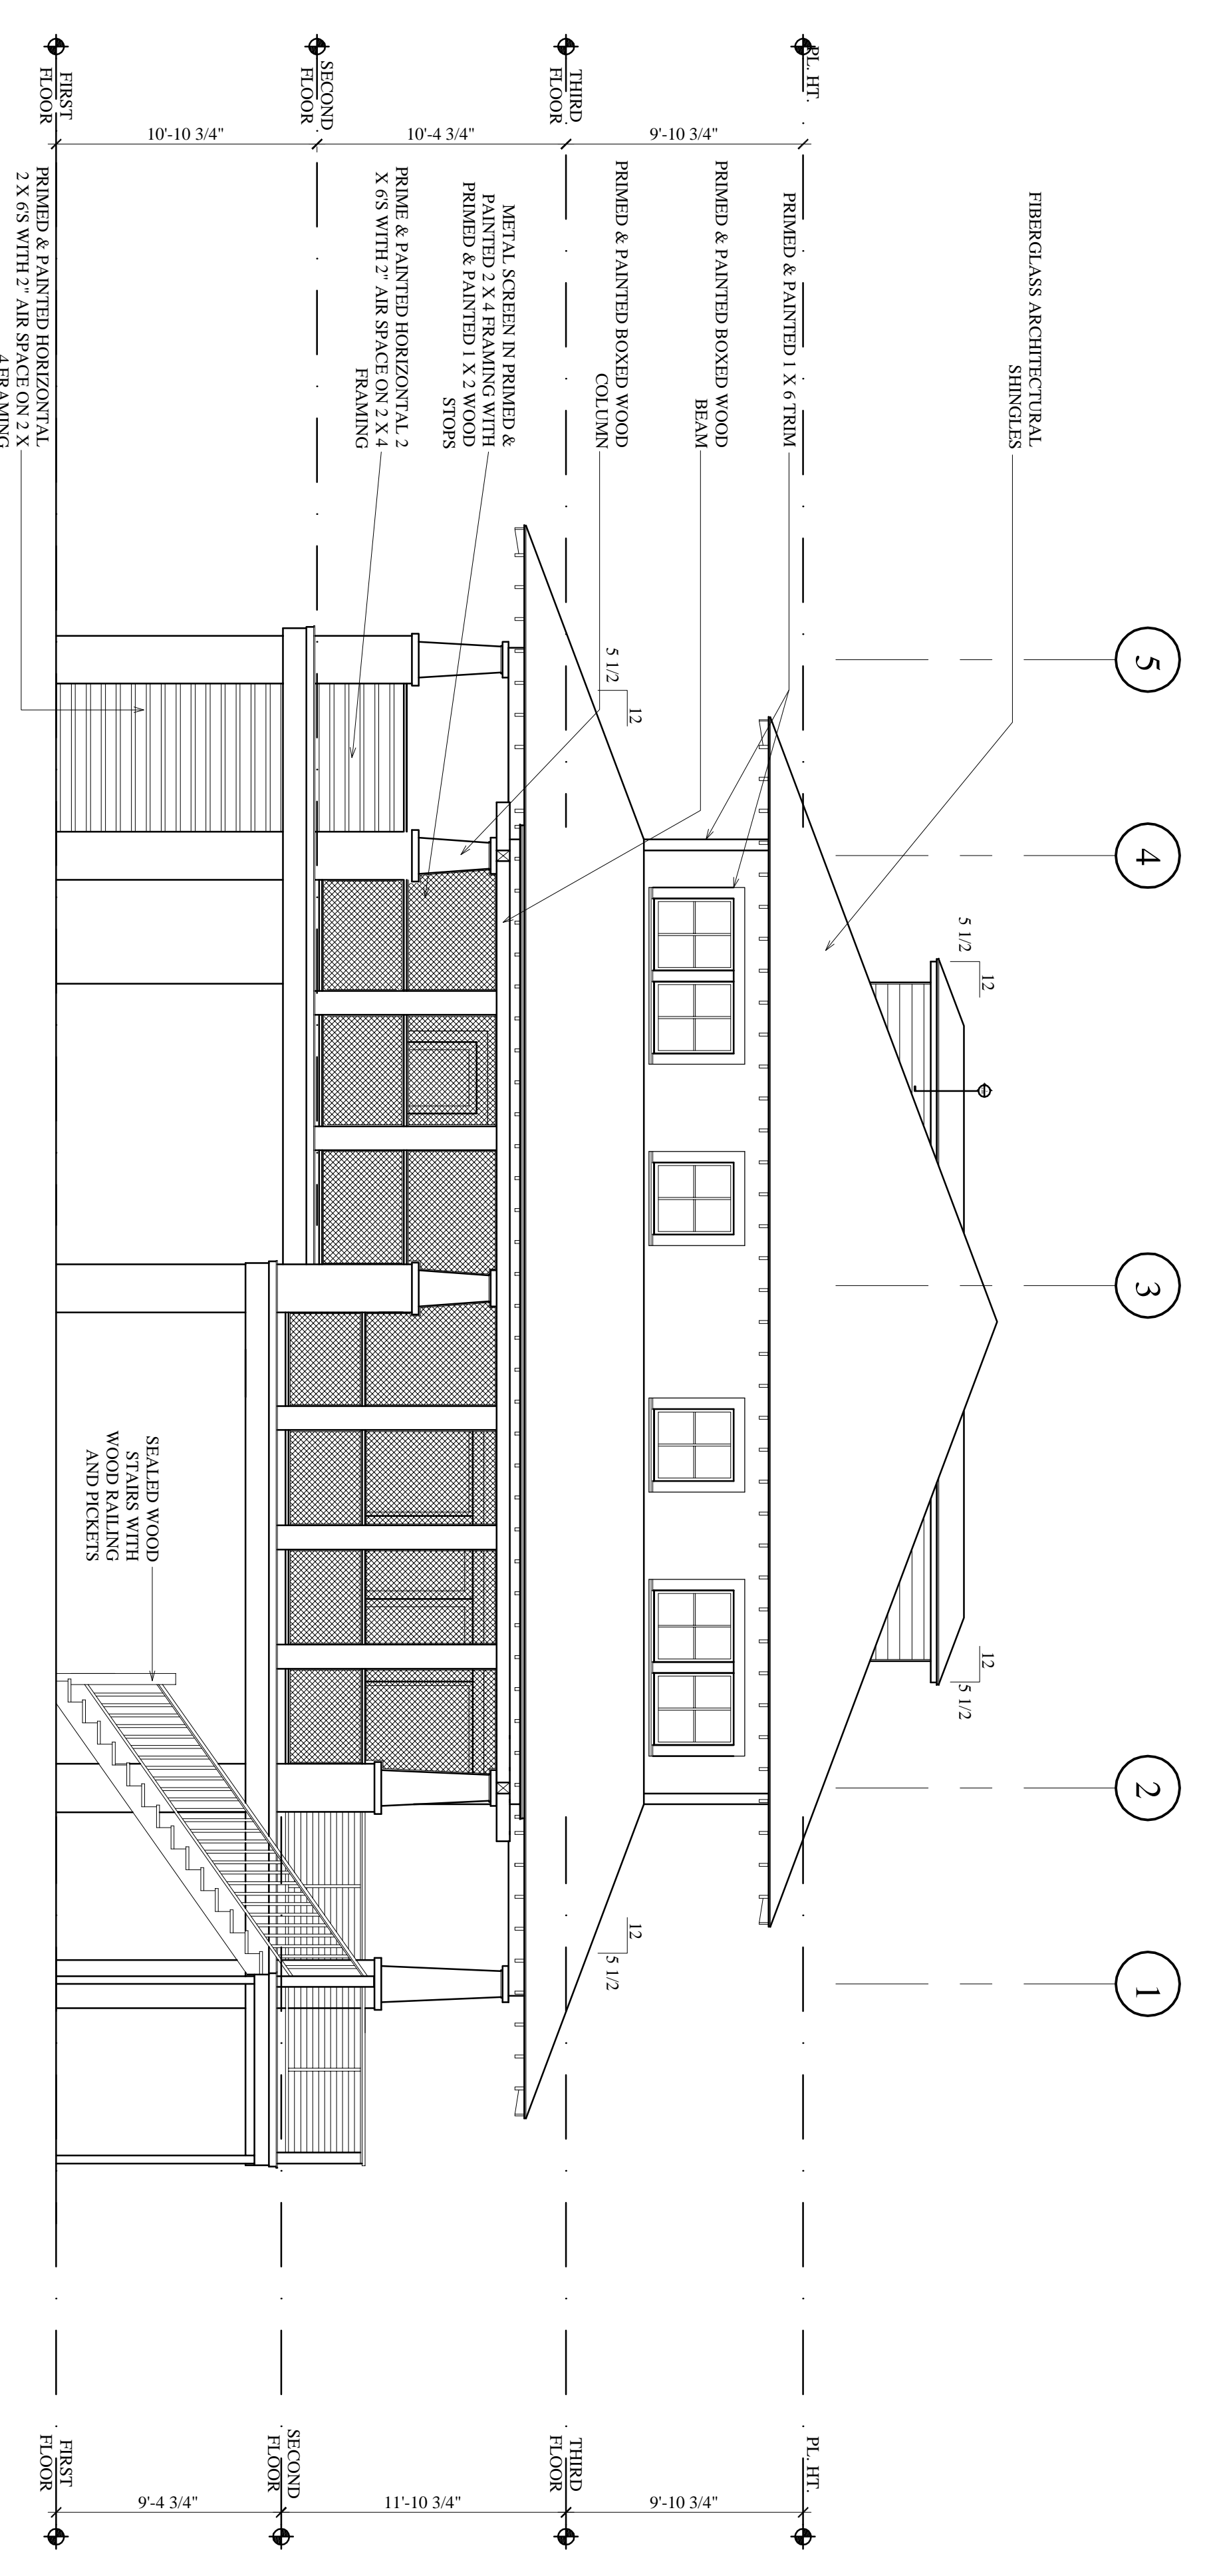 5
4
3
2
1
FIBERGLASS ARCHITECTURAL
SHINGLES
5 1/2
12
12
5 1/2
PL. HT.
PRIMED & PAINTED 1 X 6 TRIM
9'-10 3/4"
PRIMED & PAINTED BOXED WOOD
BEAM
5 1/2
12
12
5 1/2
PRIMED & PAINTED BOXED WOOD
COLUMN
THIRD
FLOOR
METAL SCREEN IN PRIMED &
PAINTED 2 X 4 FRAMING WITH
PRIMED & PAINTED 1 X 2 WOOD
STOPS
10'-4 3/4"
PRIME & PAINTED HORIZONTAL 2
X 6'S WITH 2" AIR SPACE ON 2 X 4
FRAMING
SECOND
FLOOR
10'-10 3/4"
FIRST
FLOOR
PRIMED & PAINTED HORIZONTAL
2 X 6'S WITH 2" AIR SPACE ON 2 X
4 FRAMING
SEALED WOOD
STAIRS WITH
WOOD RAILING
AND PICKETS
PL. HT.
9'-10 3/4"
THIRD
FLOOR
11'-10 3/4"
SECOND
FLOOR
9'-4 3/4"
FIRST
FLOOR